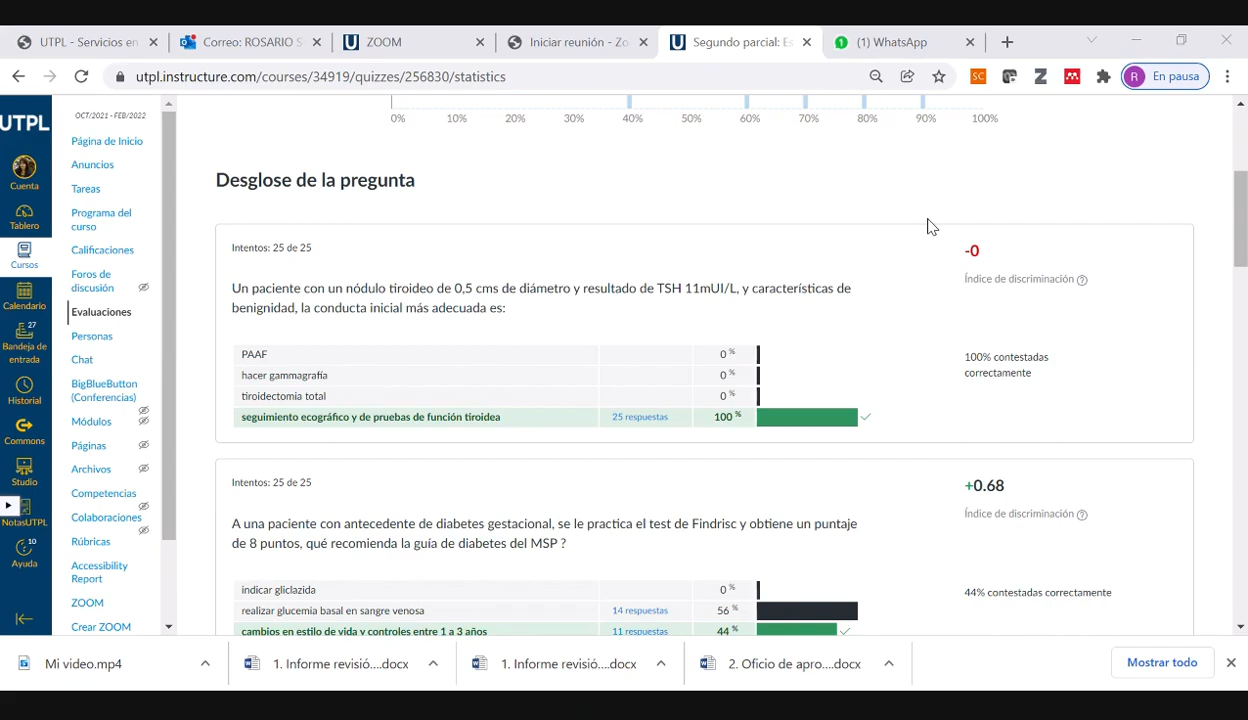 UTPL - Servicios en
Correo: ROSARIO S
ZOOM
Iniciar reunión - Zo
Segundo parcial: Es
(1) WhatsApp
utpl.instructure.com/courses/34919/quizzes/256830/statistics
SC
Z
R En pausa
UTPL
Cuenta
Tablero
Cursos
Calendario
27
Bandeja de
entrada
Historial
Commons
Studio
NotasUTPL
10
Ayuda
OCT/2021 - FEB/2022
Página de Inicio
Anuncios
Tareas
Programa del
curso
Calificaciones
Foros de
discusión
Evaluaciones
Personas
Chat
BigBlueButton
(Conferencias)
Módulos
Páginas
Archivos
Competencias
Colaboraciones
Rúbricas
Accessibility
Report
ZOOM
Crear ZOOM
0% 10% 20% 30% 40% 50% 60% 70% 80% 90% 100%
Desglose de la pregunta
Intentos: 25 de 25
Un paciente con un nódulo tiroideo de 0,5 cms de diámetro y resultado de TSH 11mUI/L, y características de
benignidad, la conducta inicial más adecuada es:
PAAF 0 %
hacer gammagrafía 0 %
tiroidectomia total 0 %
seguimiento ecográfico y de pruebas de función tiroidea 25 respuestas 100 %
-0
Índice de discriminación
100% contestadas
correctamente
Intentos: 25 de 25
A una paciente con antecedente de diabetes gestacional, se le practica el test de Findrisc y obtiene un puntaje
de 8 puntos, qué recomienda la guía de diabetes del MSP ?
indicar gliclazida 0 %
realizar glucemia basal en sangre venosa 14 respuestas 56 %
cambios en estilo de vida y controles entre 1 a 3 años 11 respuestas 44 %
+0.68
Índice de discriminación
44% contestadas correctamente
Mi video.mp4
1. Informe revisió....docx
1. Informe revisió....docx
2. Oficio de apro....docx
Mostrar todo